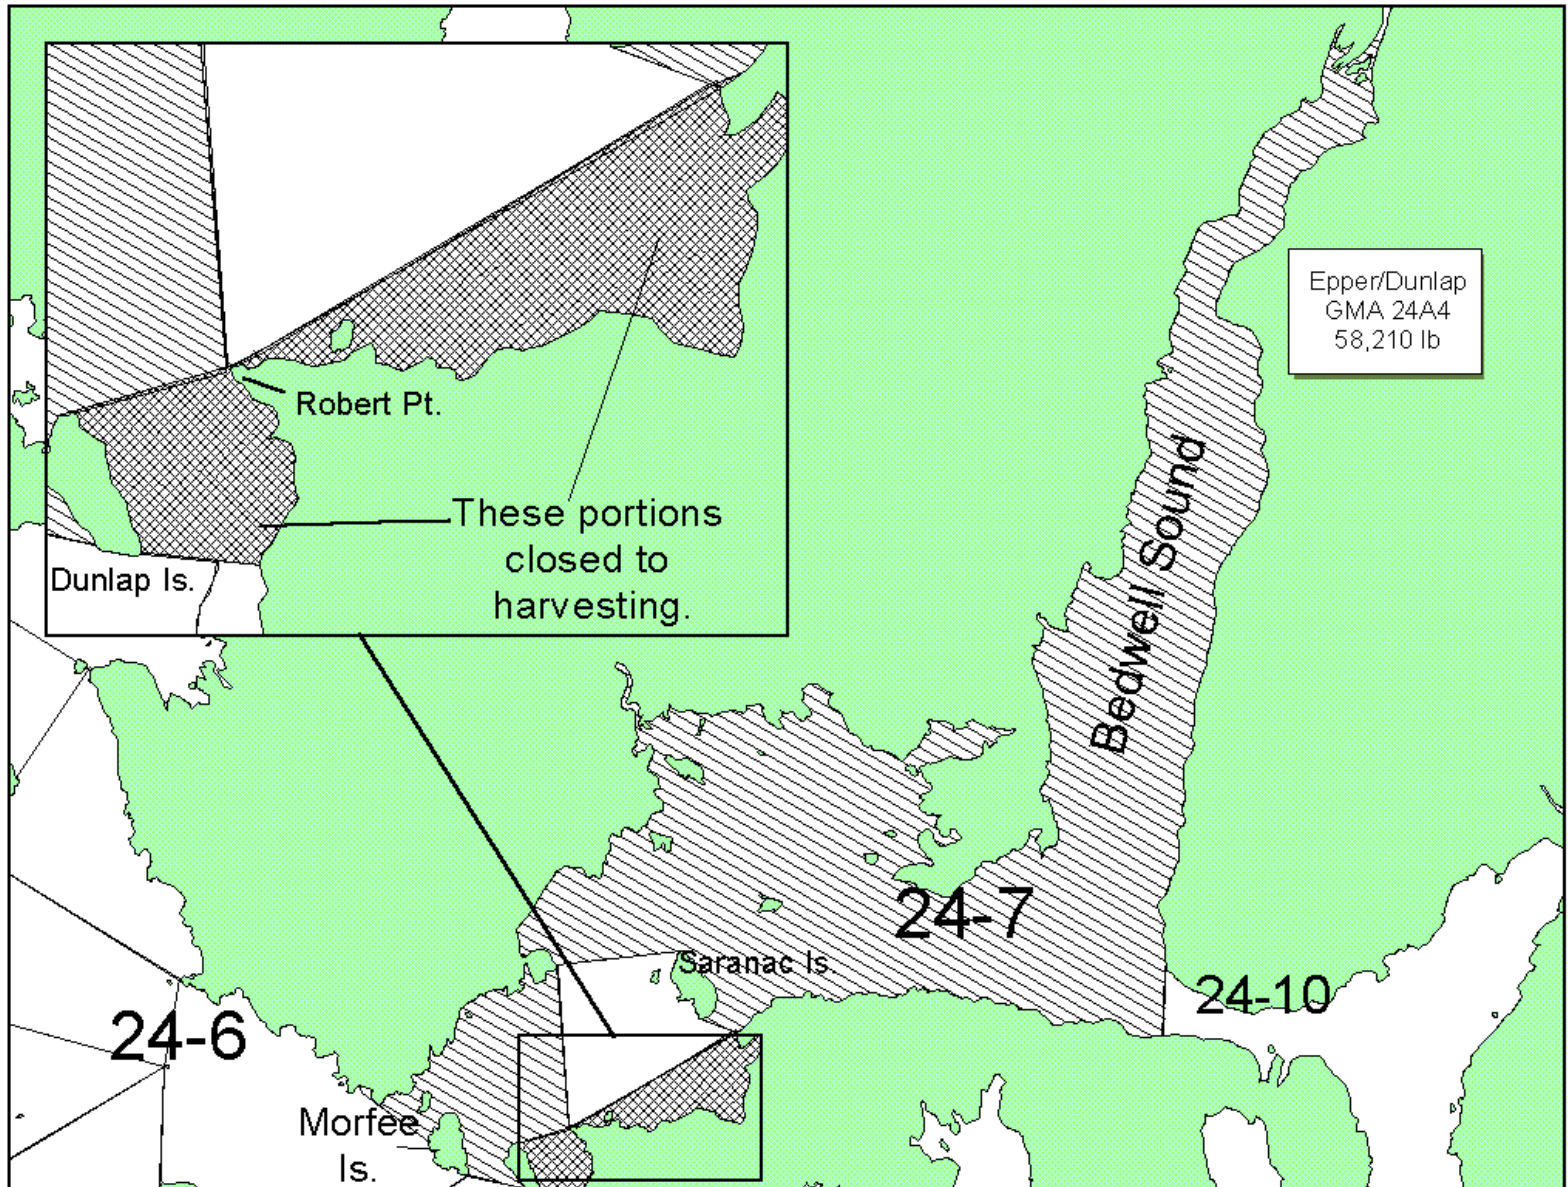 Epper/Dunlap
GMA 24A4
58,210 lb
Robert Pt.
These portions
closed to
harvesting.
Dunlap Is.
Bedwell Sound
24-7
Saranac Is.
24-10
24-6
Morfee
Is.